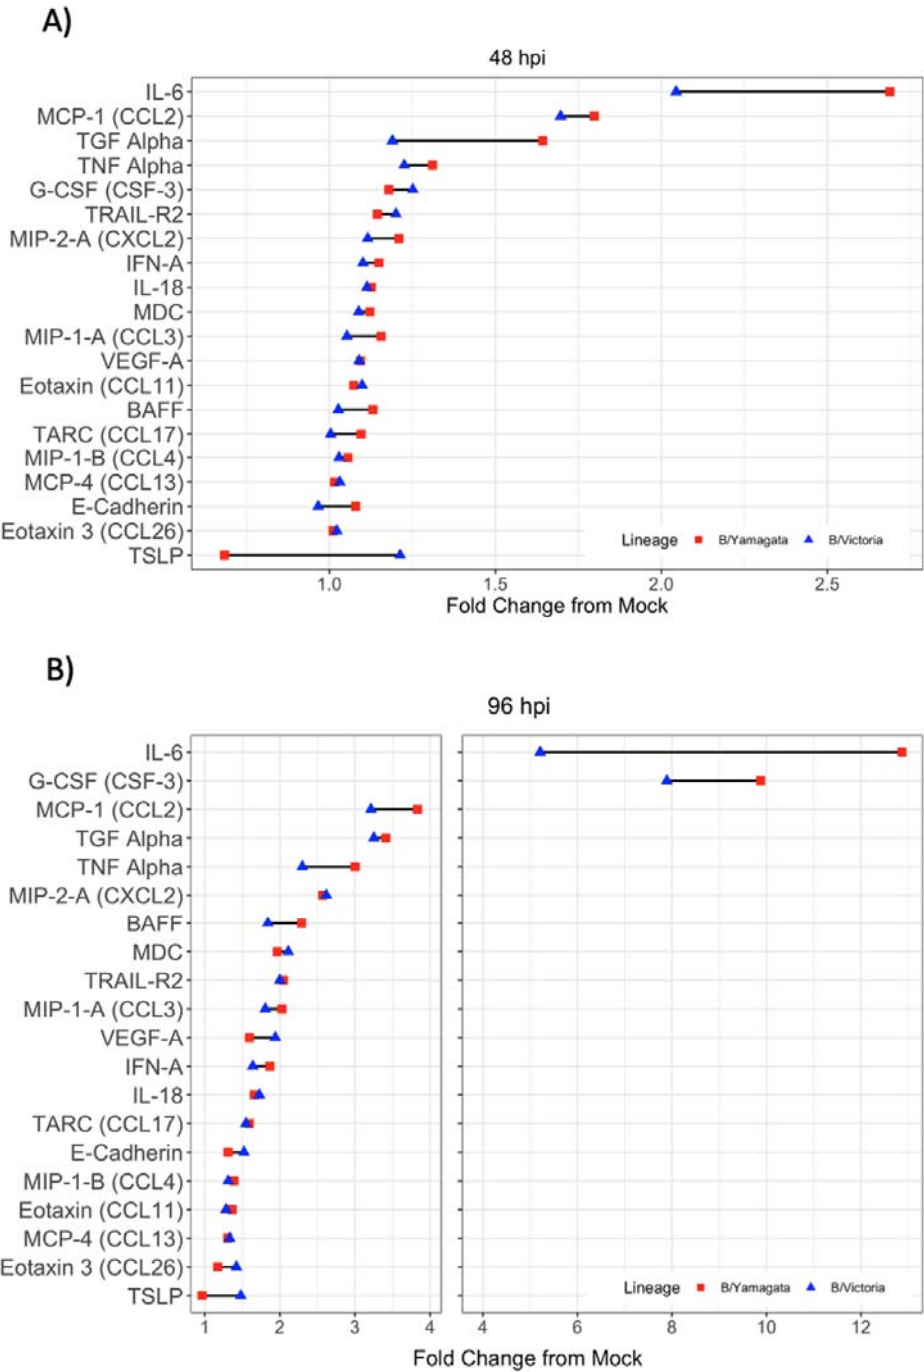 A)
48 hpi
IL-6
MCP-1 (CCL2)
TGF Alpha
TNF Alpha
G-CSF (CSF-3)
TRAIL-R2
MIP-2-A (CXCL2)
IFN-A
IL-18
MDC
MIP-1-A (CCL3)
VEGF-A
Eotaxin (CCL11)
BAFF
TARC (CCL17)
MIP-1-B (CCL4)
MCP-4 (CCL13)
E-Cadherin
Eotaxin 3 (CCL26)
TSLP
Lineage B/Yamagata B/Victoria
1.0 1.5 2.0 2.5
Fold Change from Mock
B)
96 hpi
IL-6
G-CSF (CSF-3)
MCP-1 (CCL2)
TGF Alpha
TNF Alpha
MIP-2-A (CXCL2)
BAFF
MDC
TRAIL-R2
MIP-1-A (CCL3)
VEGF-A
IFN-A
IL-18
TARC (CCL17)
E-Cadherin
MIP-1-B (CCL4)
Eotaxin (CCL11)
MCP-4 (CCL13)
Eotaxin 3 (CCL26)
TSLP
Lineage B/Yamagata B/Victoria
1 2 3 4 4 6 8 10 12
Fold Change from Mock